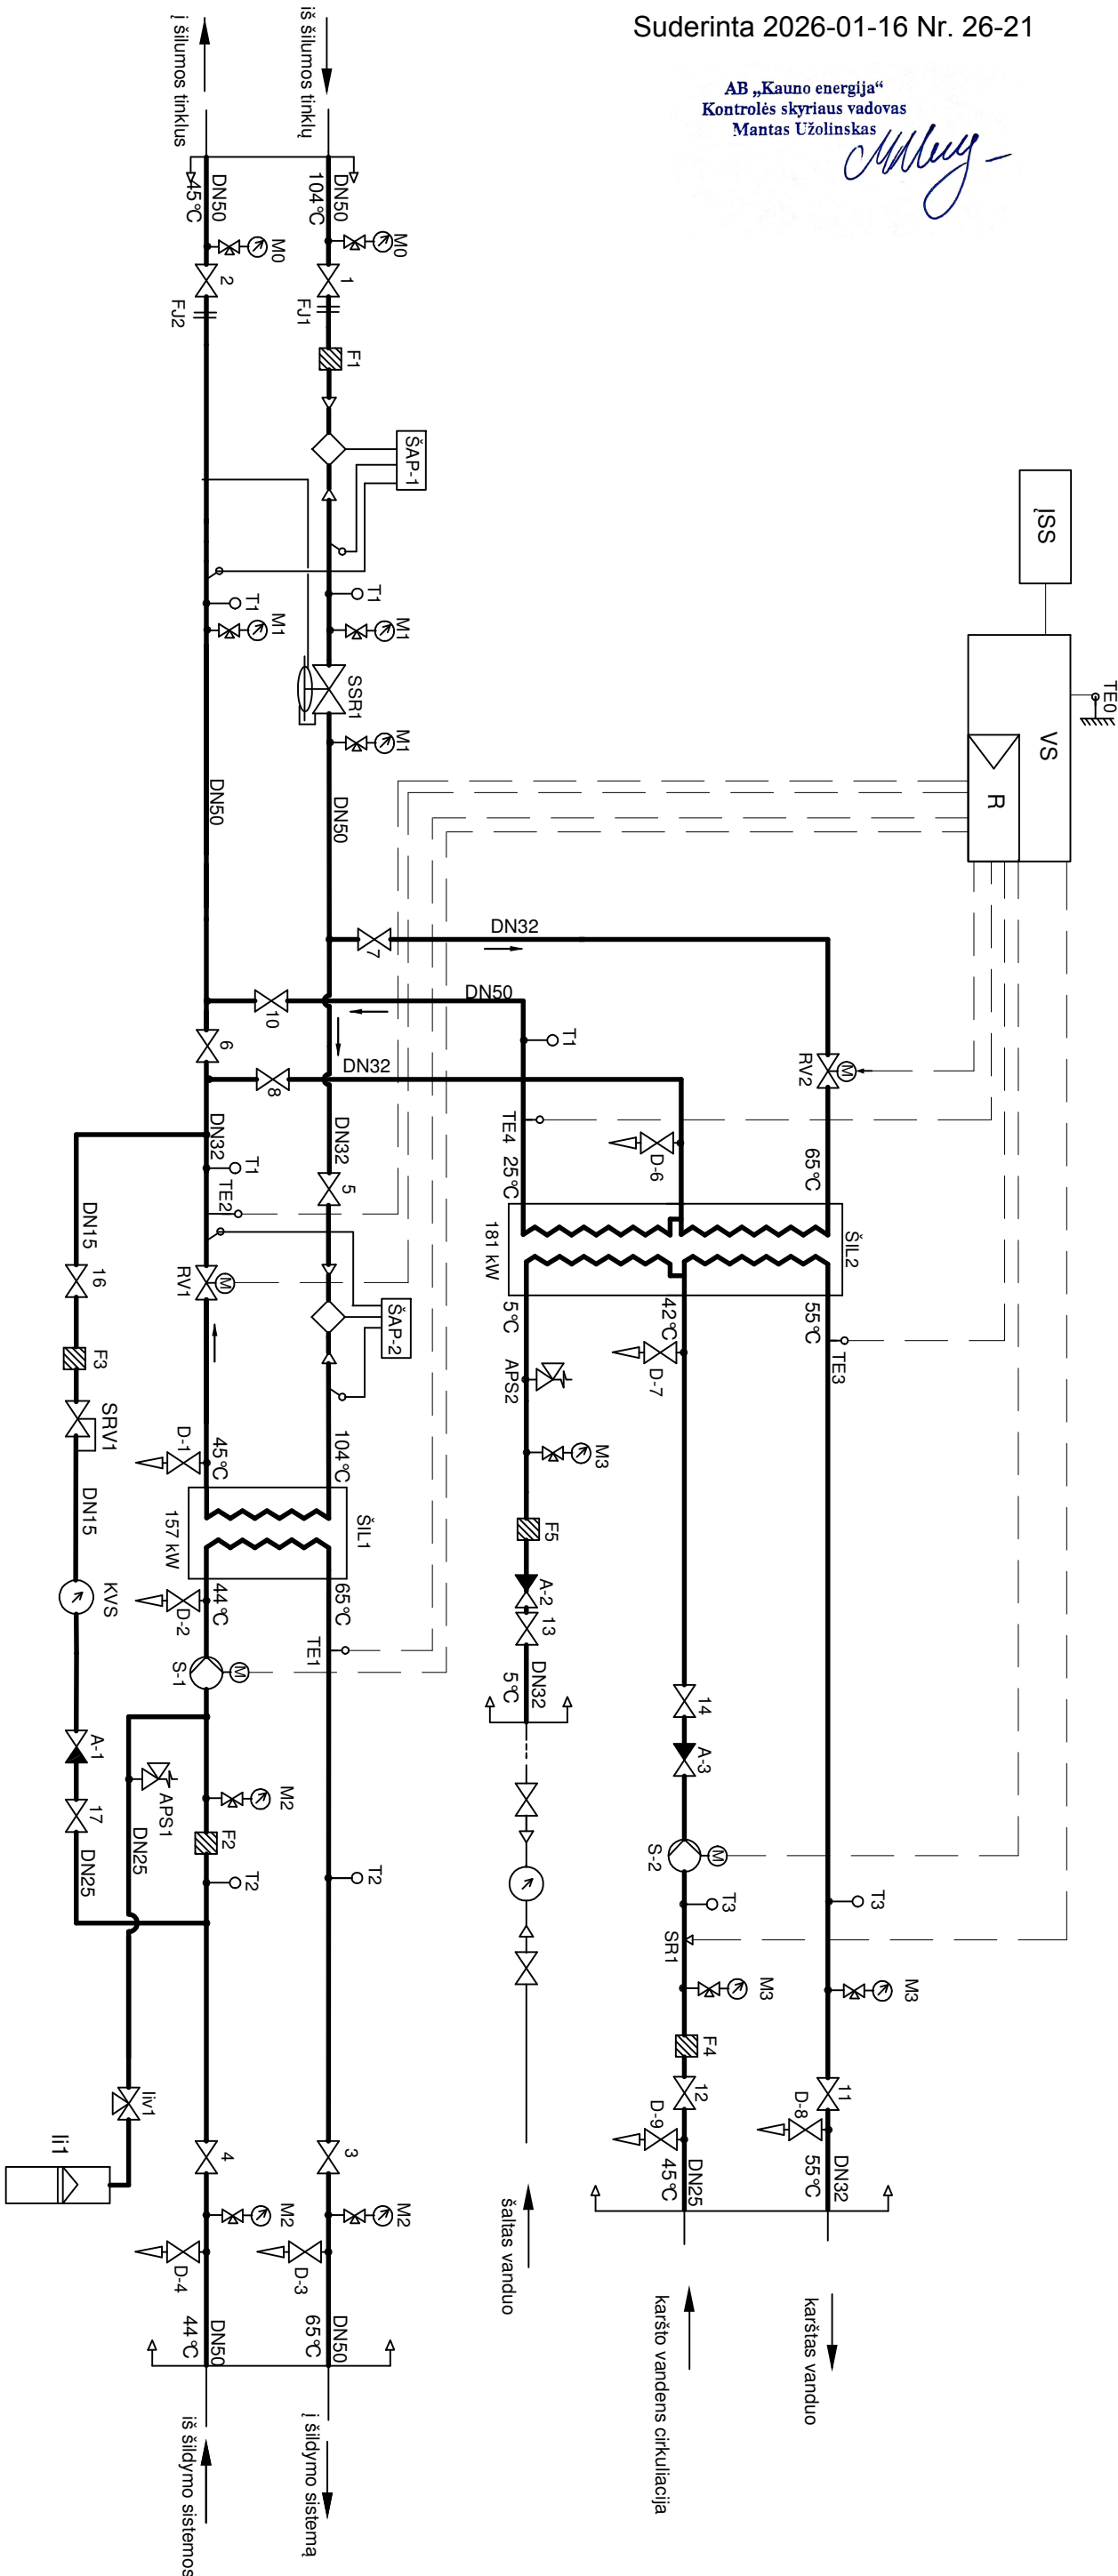 Suderinta 2026-01-16 Nr. 26-21
AB „Kauno energija“
Kontrolės skyriaus vadovas
Mantas Užolinskas
į šilumos tinklus
iš šilumos tinklų
DN50
45°C
DN50
104°C
M0
M0
2
1
FJ2
FJ1
F1
ŠAP-1
T1
T1
M1
M1
SSR1
M1
DN50
DN50
ĮSS
TE0
VS
R
7
DN32
10
DN50
6
8
DN32
T1
RV2
M
TE4
25°C
D-6
65°C
DN32
T1
TE2
DN32
5
ŠIL2
181 kW
DN15
16
RV1
M
ŠAP-2
5°C
42°C
55°C
TE3
F3
APS2
D-7
SRV1
D-1
45°C
104°C
M3
DN15
ŠIL1
157 kW
F5
KVS
D-2
44°C
65°C
A-2
13
TE1
S-1
M
5°C
DN32
14
A-1
A-3
APS1
M2
17
DN25
F2
DN25
T2
T2
S-2
M
T3
T3
SR1
M3
M3
F4
12
11
D-9
D-8
Iiv1
Ii1
4
3
45°C
DN25
55°C
DN32
M2
M2
D-4
D-3
šaltas vanduo
44°C
DN50
65°C
DN50
karšto vandens cirkuliacija
karštas vanduo
iš šildymo sistemos
į šildymo sistemą